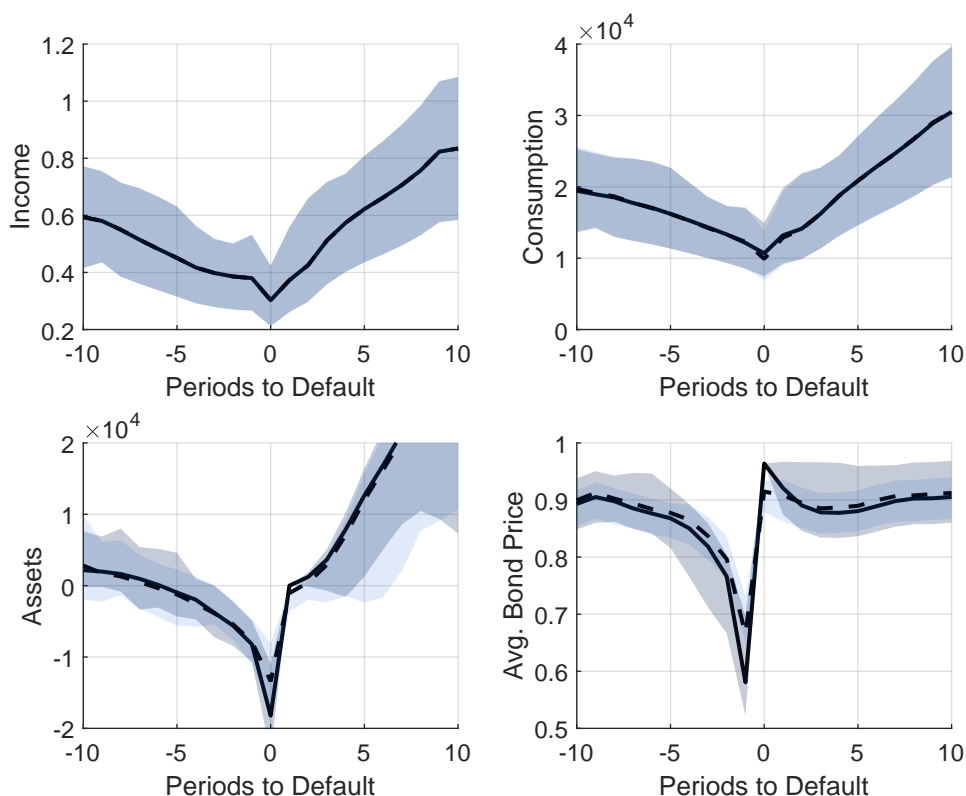 Income
1.2
1
0.8
0.6
0.4
0.2
-10 -5 0 5 10
Periods to Default
×10^4
Consumption
4
3
2
1
0
-10 -5 0 5 10
Periods to Default
×10^4
Assets
2
1
0
-1
-2
-10 -5 0 5 10
Periods to Default
Avg. Bond Price
1
0.9
0.8
0.7
0.6
0.5
-10 -5 0 5 10
Periods to Default